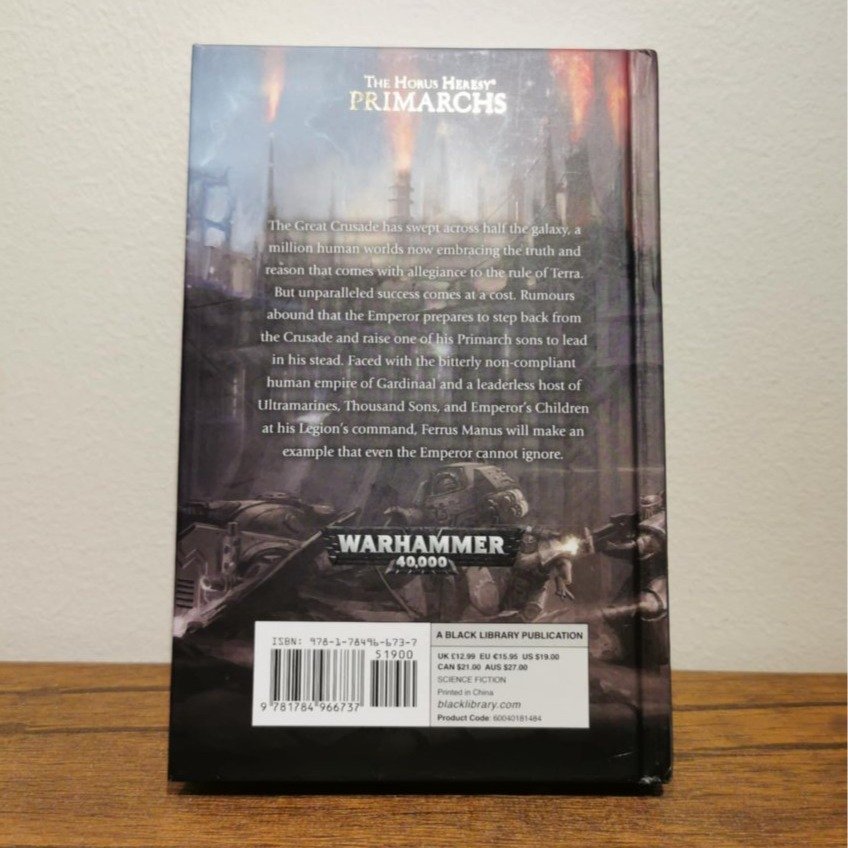 The Horus Heresy®
PRIMARCHS
The Great Crusade has swept across half the galaxy, a
million human worlds now embracing the truth and
reason that comes with allegiance to the rule of Terra.
But unparalleled success comes at a cost. Rumours
abound that the Emperor prepares to step back from
the Crusade and raise one of his Primarch sons to lead
in his stead. Faced with the bitterly non-compliant
human empire of Gardinaal and a leaderless host of
Ultramarines, Thousand Sons, and Emperor's Children
at his Legion's command, Ferrus Manus will make an
example that even the Emperor cannot ignore.
WARHAMMER
40,000
ISBN: 978-1-78496-673-7
51900
9 781784 966737
A BLACK LIBRARY PUBLICATION
UK £12.99 EU €15.95 US $19.00
CAN $21.00 AUS $27.00
SCIENCE FICTION
Printed in China
blacklibrary.com
Product Code: 60040181484